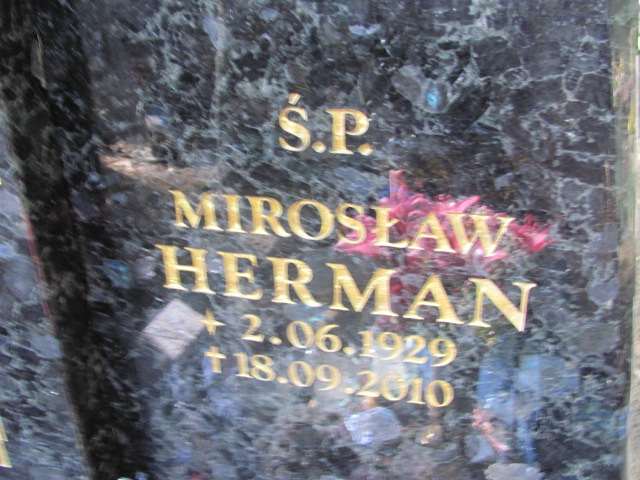 Ś.P.
MIROSŁAW
HERMAN
+ 2.06.1929
† 18.09.2010